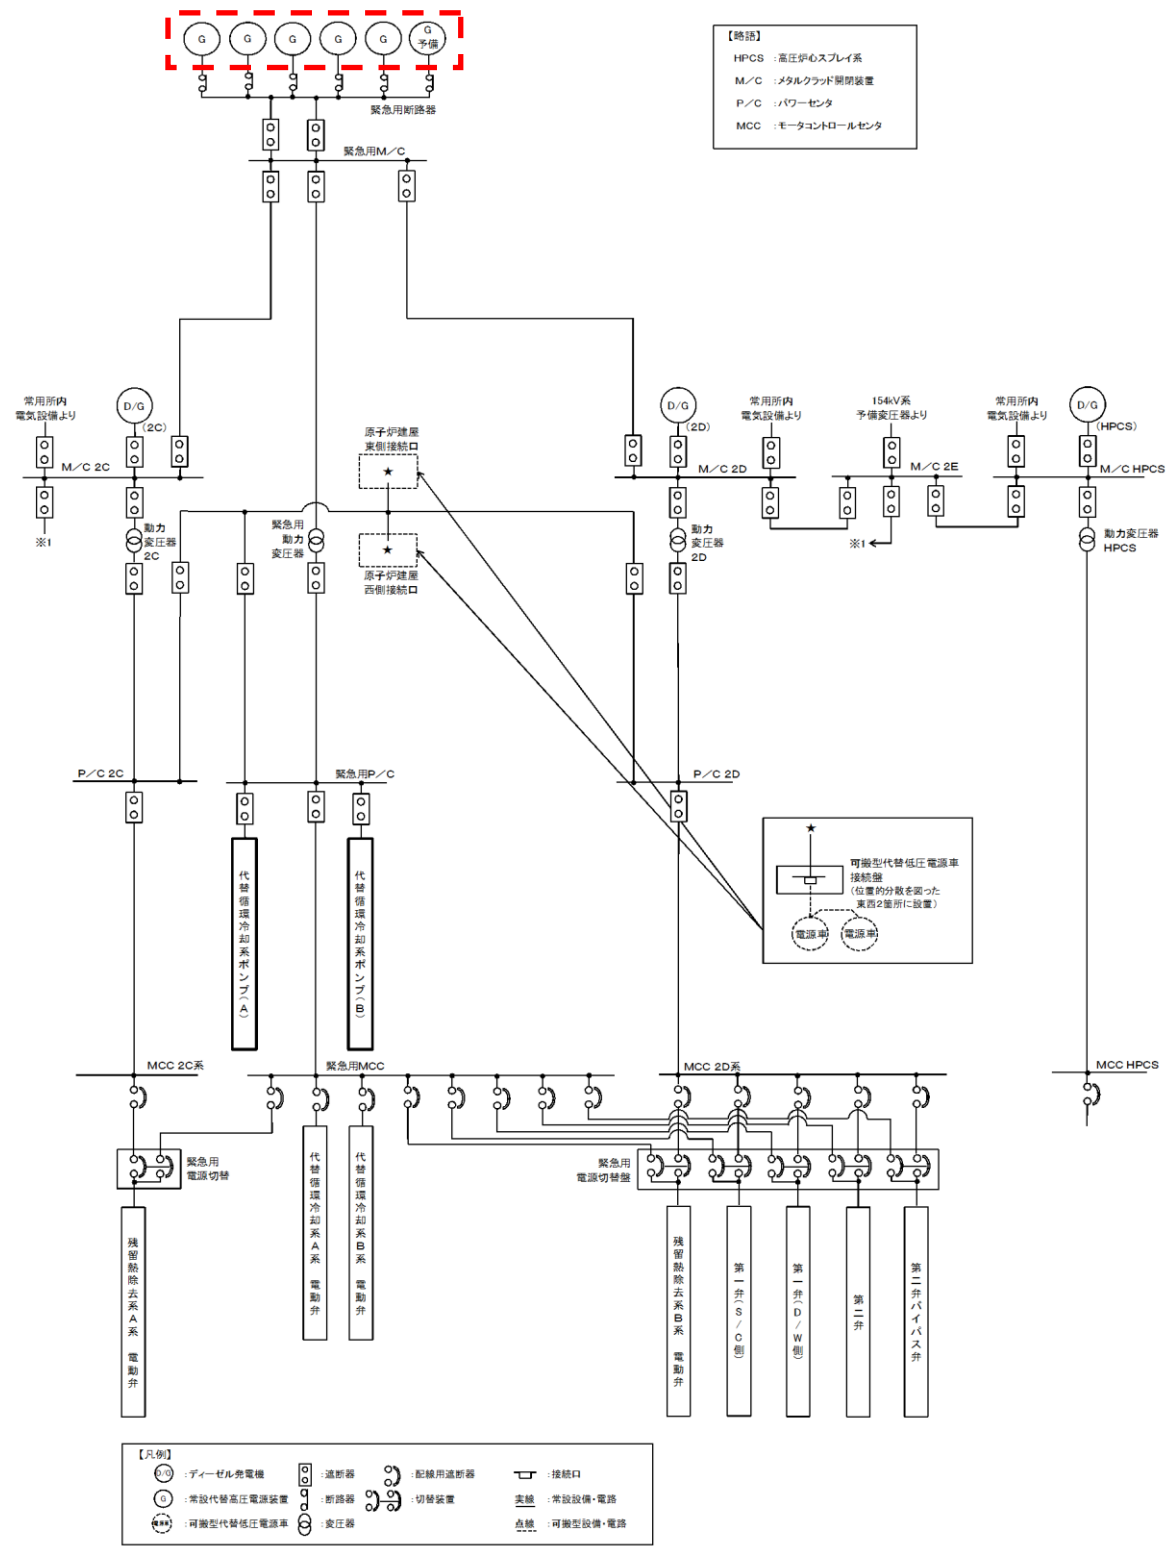 G
G
G
G
G
G
予備
緊急用断路器
【略語】
HPCS ：高圧炉心スプレイ系
M／C ：メタルクラッド開閉装置
P／C ：パワーセンタ
MCC ：モータコントロールセンタ
緊急用M／C
常用所内
電気設備より
D/G
(2C)
原子炉建屋
東側接続口
★
D/G
(2D)
常用所内
電気設備より
154kV系
予備変圧器より
常用所内
電気設備より
D/G
(HPCS)
M／C 2C
M／C 2D
M／C 2E
M／C HPCS
※1
動力
変圧器
2C
緊急用
動力
変圧器
★
原子炉建屋
西側接続口
動力
変圧器
2D
※1
動力変圧器
HPCS
P／C 2C
緊急用P／C
P／C 2D
代替循環冷却系ポンプ(A)
代替循環冷却系ポンプ(B)
★
可搬型代替低圧電源車
接続盤
(位置的分散を図った
東西2箇所に設置)
電源車
電源車
MCC 2C系
緊急用MCC
MCC 2D系
MCC HPCS
緊急用
電源切替
緊急用
電源切替盤
残留熱除去系A系 電動弁
代替循環冷却系A系 電動弁
代替循環冷却系B系 電動弁
残留熱除去系B系 電動弁
第一弁(S/C側)
第一弁(D/W側)
第二弁
第二弁バイパス弁
【凡例】
D/G ：ディーゼル発電機
：遮断器
：配線用遮断器
：接続口
G ：常設代替高圧電源装置
：断路器
：切替装置
実線 ：常設設備・電路
電源車 ：可搬型代替低圧電源車
：変圧器
点線 ：可搬型設備・電路